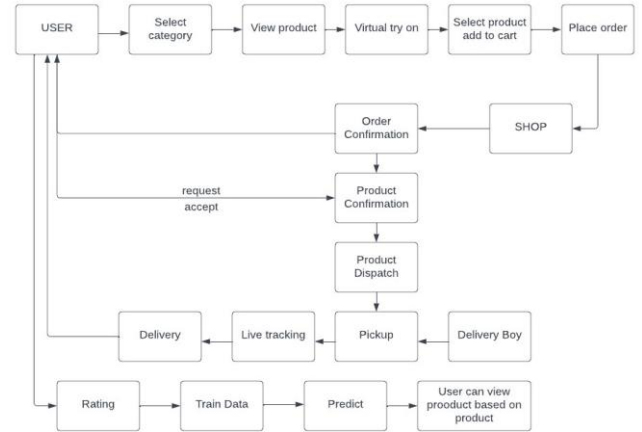 USER
Select
category
View product
Virtual try on
Select product
add to cart
Place order
Order
Confirmation
SHOP
request
accept
Product
Confirmation
Product
Dispatch
Delivery
Live tracking
Pickup
Delivery Boy
Rating
Train Data
Predict
User can view
prooduct based on
product